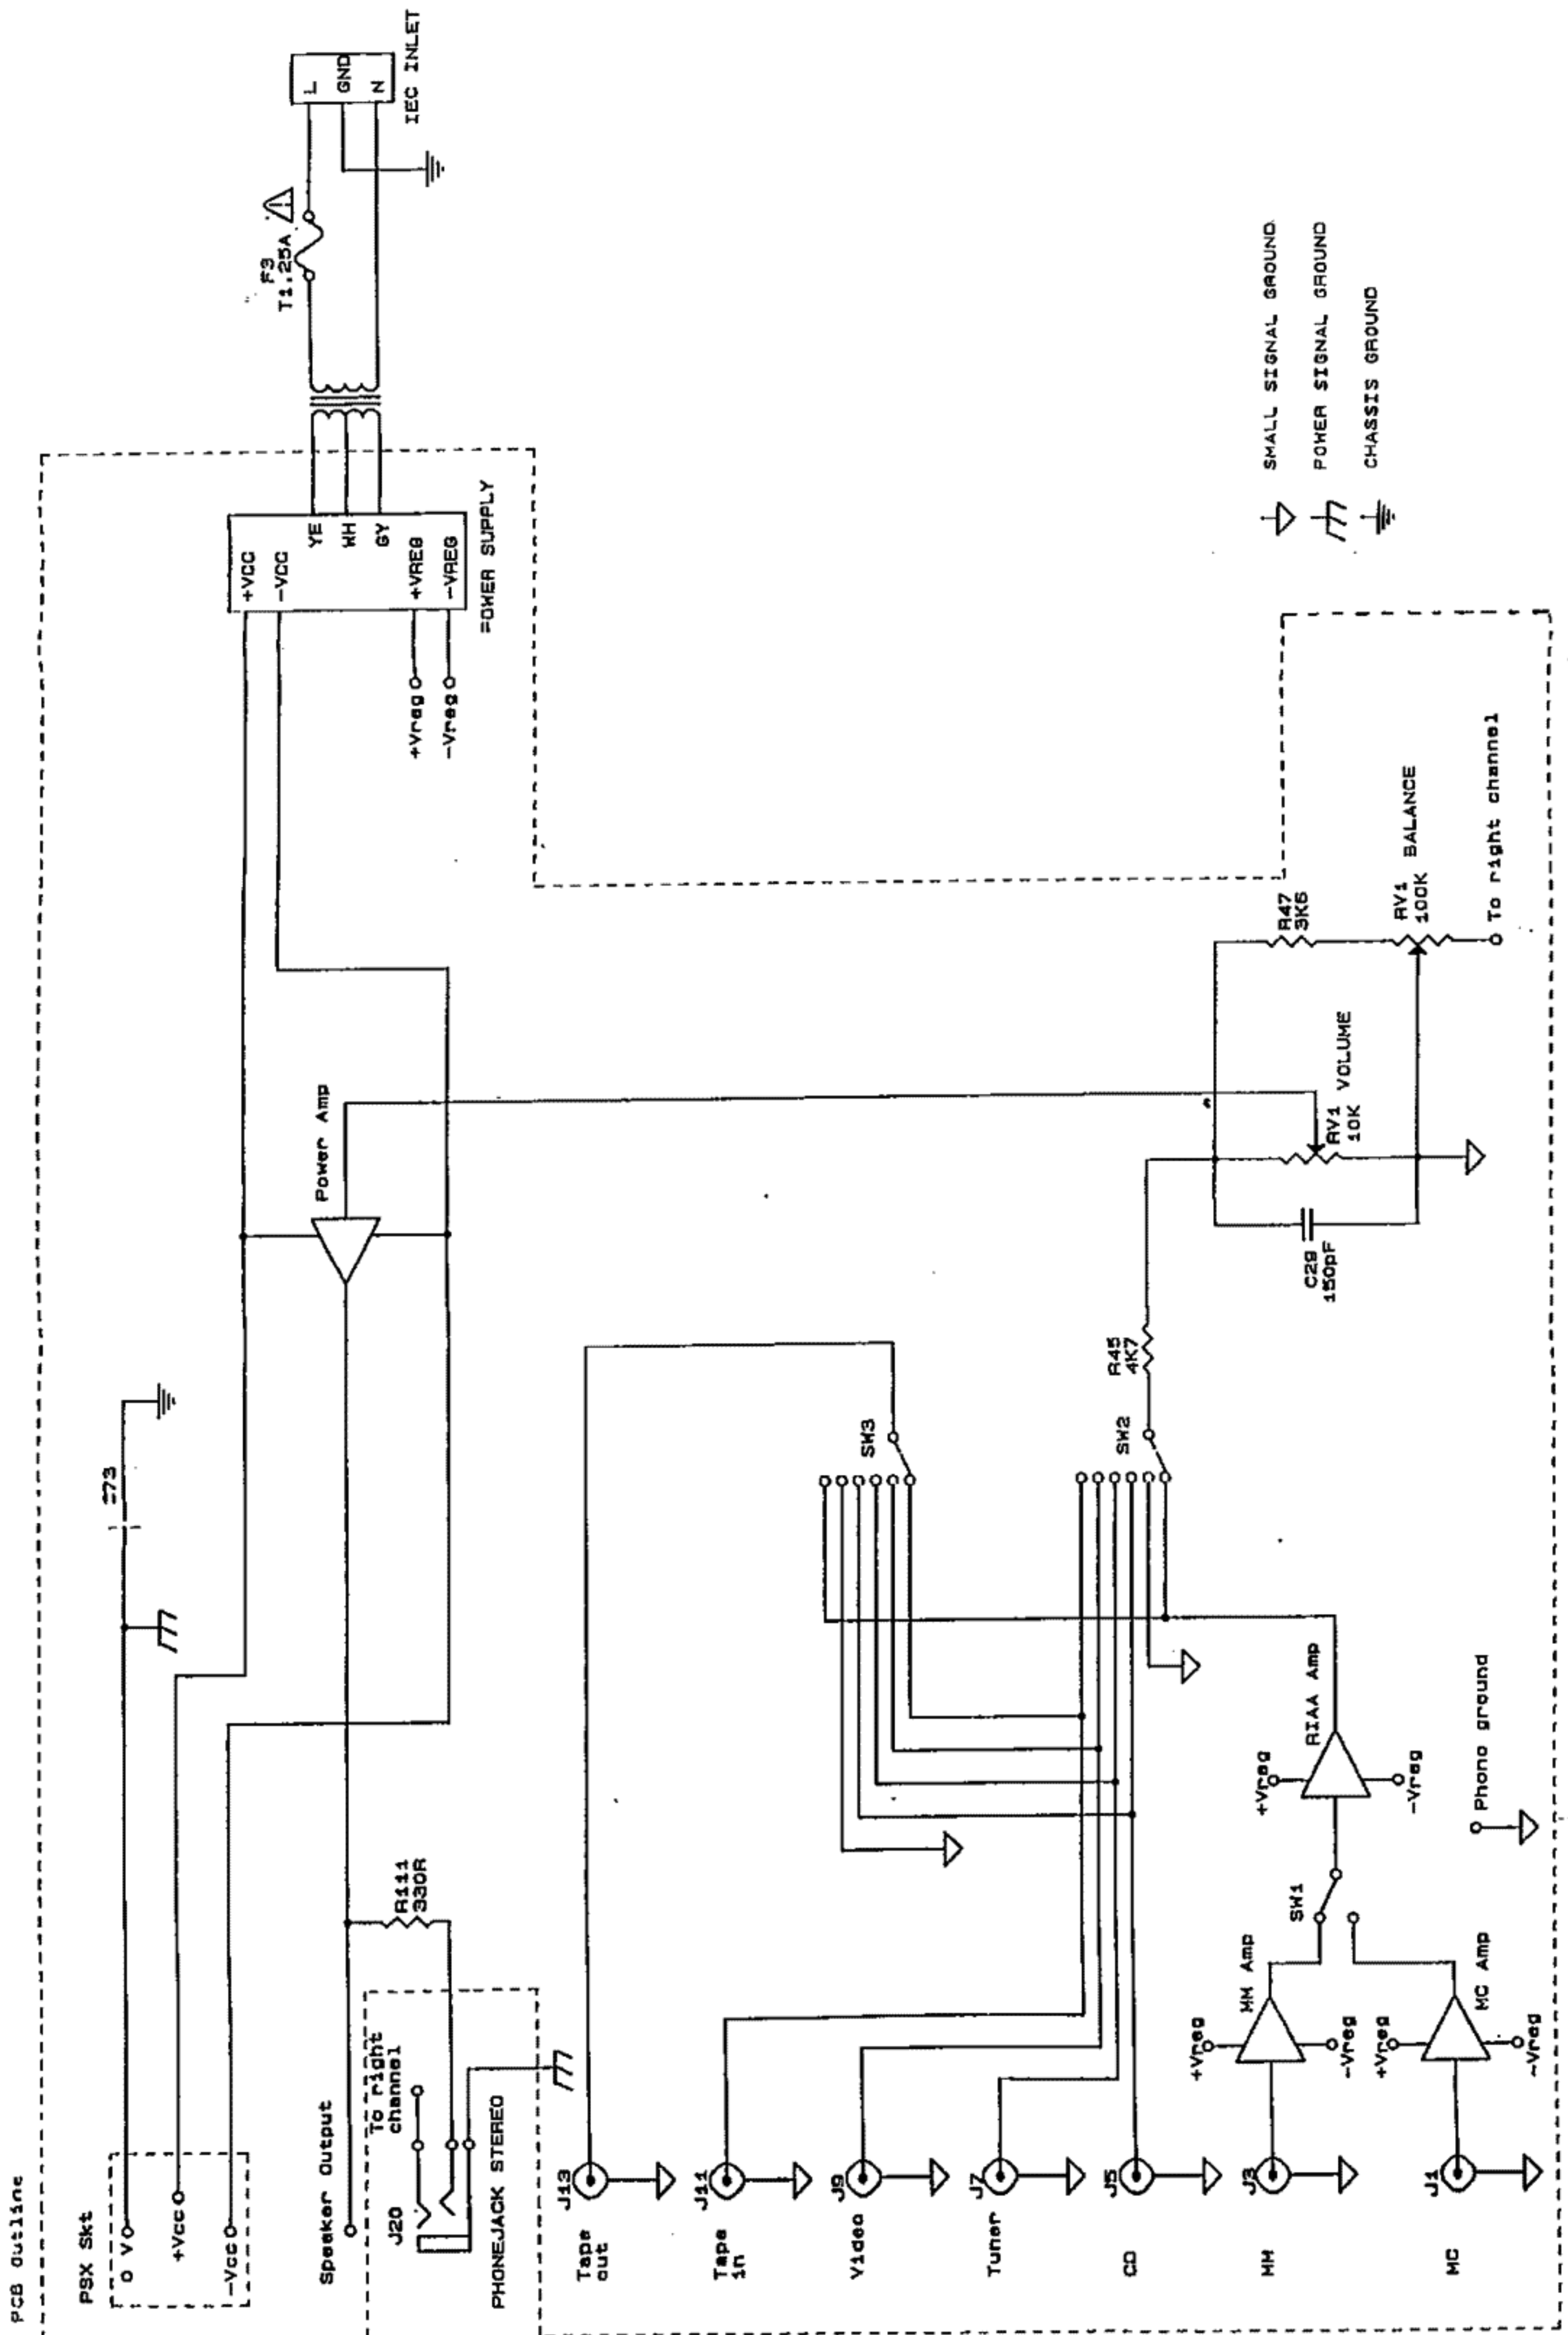 PCB outline
PSX Skt
0 V
+Vcc
-Vcc
Speaker Output
J20
To right
channel
PHONEJACK STEREO
R111
330R
Power Amp
+VCC
-VCC
YE
WH
GY
+VREG
-VREG
POWER SUPPLY
+Vreg
-Vreg
F3
T1.25A
L
GND
N
IEC INLET
Tape
out
J13
Tape
in
J11
Video
J9
Tuner
J7
CD
J5
MM
J3
MC
J1
+Vreg
MM Amp
-Vreg
+Vreg
MC Amp
-Vreg
SW1
+Vreg
RIAA Amp
-Vreg
Phono ground
SW3
SW2
R45
4K7
C29
150pF
RV1 VOLUME
10K
R47
3K6
RV1 BALANCE
100K
To right channel
SMALL SIGNAL GROUND
POWER SIGNAL GROUND
CHASSIS GROUND